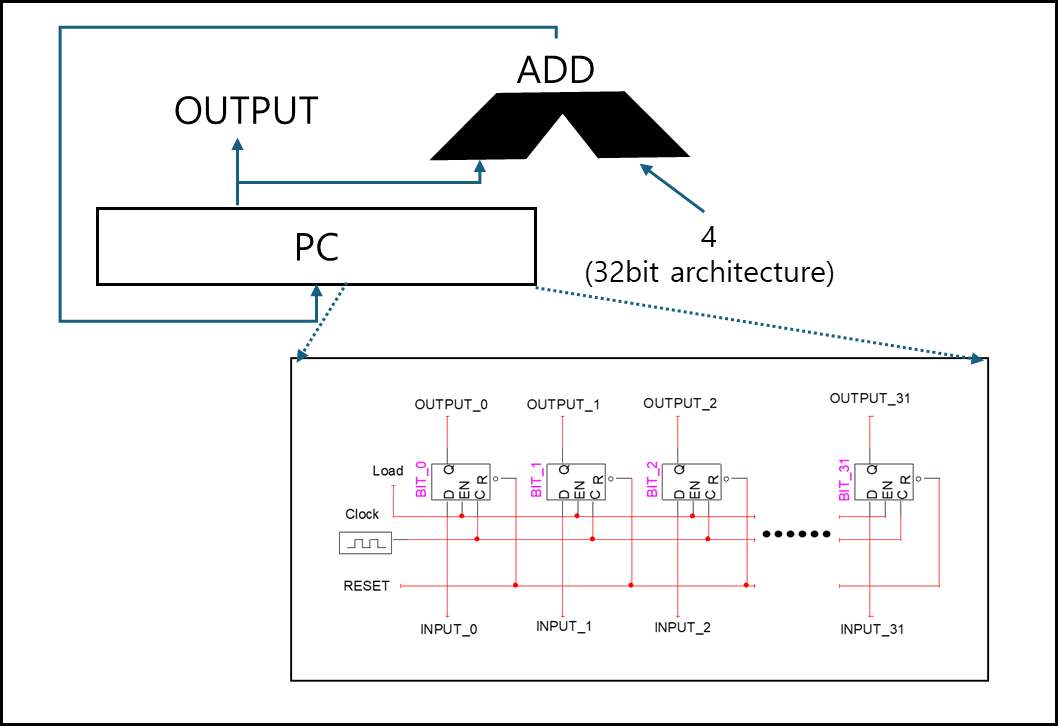 ADD
OUTPUT
PC
4
(32bit architecture)
OUTPUT_0
OUTPUT_1
OUTPUT_2
OUTPUT_31
Load
BIT_0
Q
D
EN
C
R
BIT_1
Q
D
EN
C
R
BIT_2
Q
D
EN
C
R
BIT_31
Q
D
EN
C
R
Clock
RESET
INPUT_0
INPUT_1
INPUT_2
INPUT_31